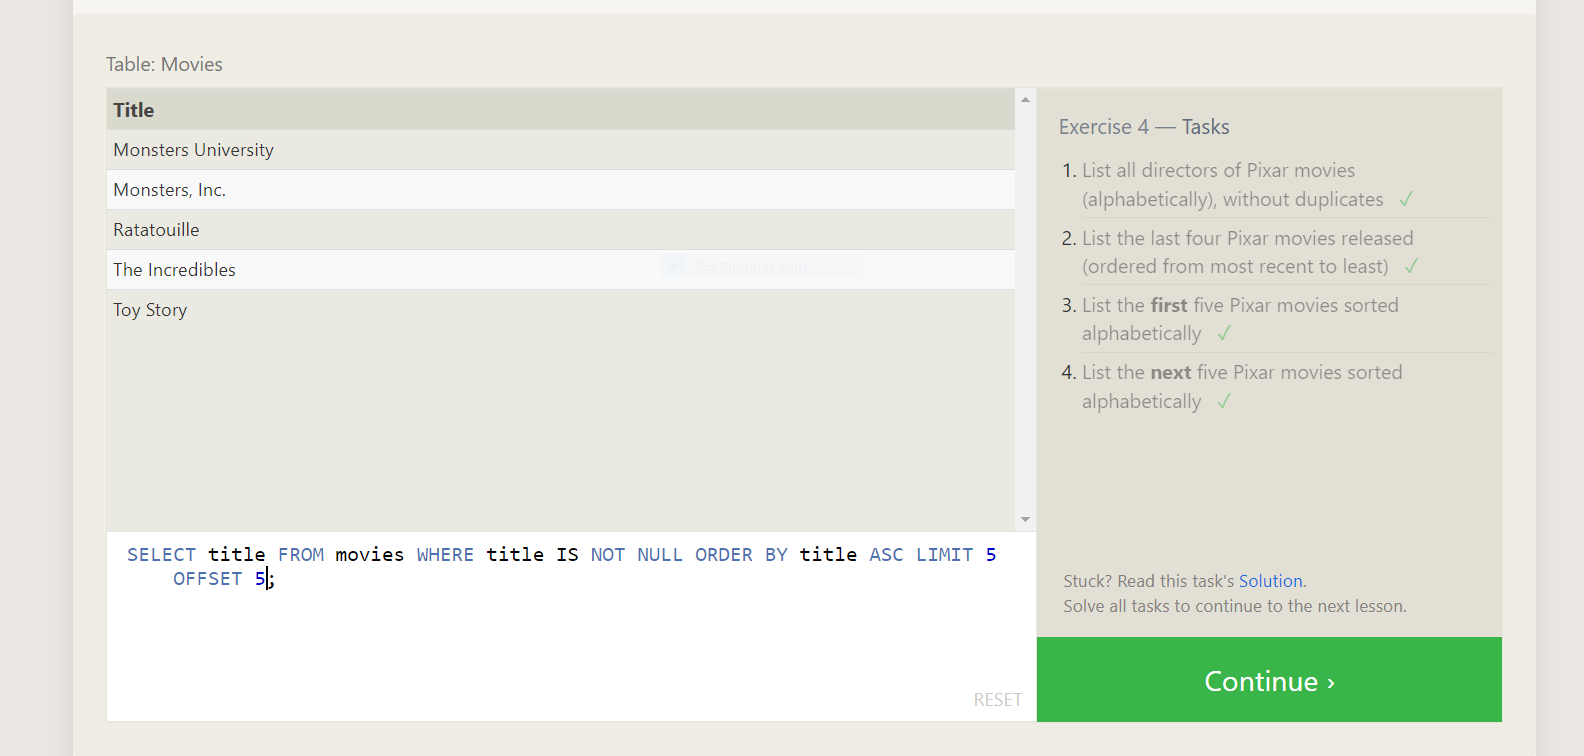 Table: Movies
Title
Monsters University
Monsters, Inc.
Ratatouille
The Incredibles
Rectangular Snip
Toy Story
SELECT title FROM movies WHERE title IS NOT NULL ORDER BY title ASC LIMIT 5
OFFSET 5;
RESET
Exercise 4 — Tasks
1. List all directors of Pixar movies
(alphabetically), without duplicates ✓
2. List the last four Pixar movies released
(ordered from most recent to least) ✓
3. List the first five Pixar movies sorted
alphabetically ✓
4. List the next five Pixar movies sorted
alphabetically ✓
Stuck? Read this task's Solution.
Solve all tasks to continue to the next lesson.
Continue ›